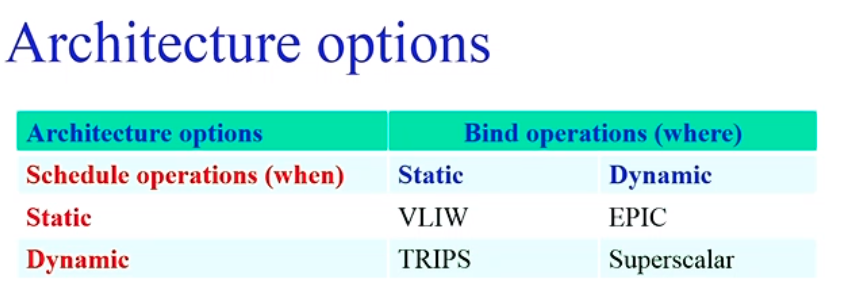 Architecture options
Architecture options Bind operations (where)
Schedule operations (when) Static Dynamic
Static VLIW EPIC
Dynamic TRIPS Superscalar